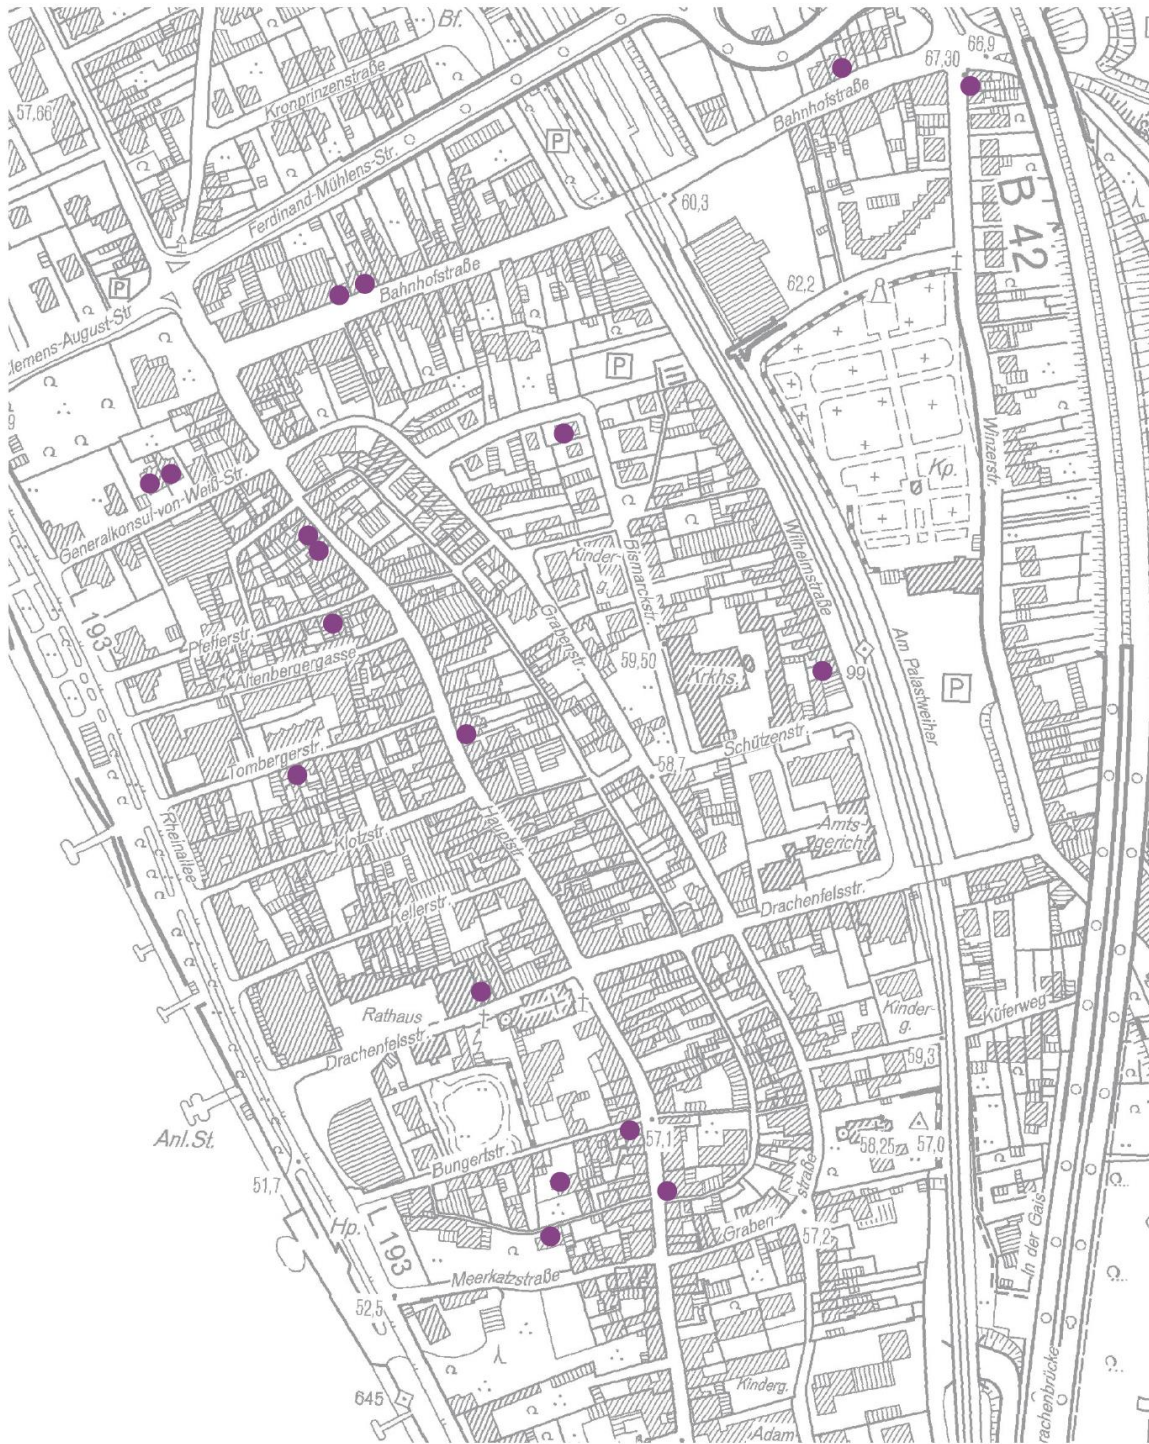 Bf.
66,9
67,30
Kronprinzenstraße
57,66
P
Bahnhofstraße
Ferdinand-Mühlens-Str.
B 42
60,3
Bahnhofstraße
62,2
P
Clemens-August-Str
P
Winzerstr.
Kp.
Generalkonsul-von-Weiß-Str.
Wilhelmstraße
Kinder-
g.
Bismarckstr.
193
Grabenstr.
Pfefferstr.
Altenbergergasse
59,50
Krkhs.
99
Am Palastweiher
P
Tombergerstr.
Schützenstr.
58,7
Rheinallee
Klotzstr.
Hauptstr.
Amts-
gericht
Kellerstr.
Drachenfelsstr.
Rathaus
Kinder-
g.
Küferweg
Drachenfelsstr.
59,3
Anl.St.
57,12
58,25
57,0
Bungertstr.
51,7
Hp.
L 193
Graben-
straße
57,2
In der Gais
Meerkatzstraße
52,5
645
Kinderg.
Adam
rachenbrücke